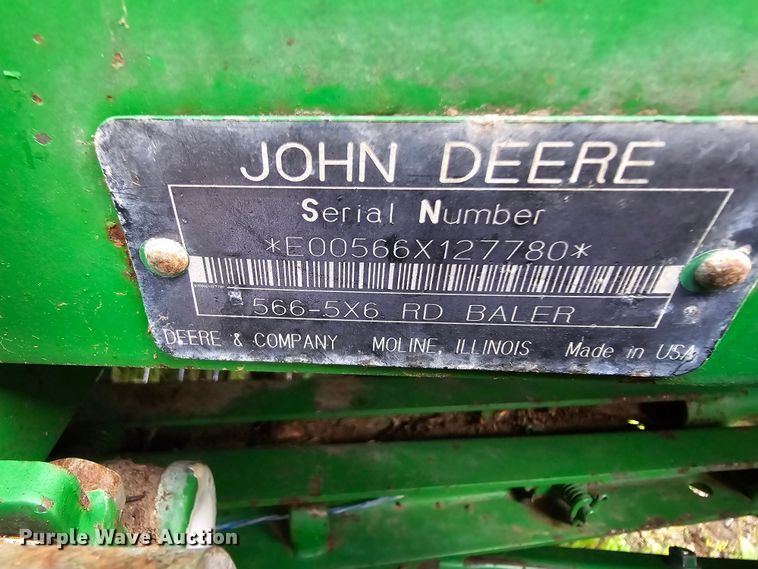 JOHN DEERE
Serial Number
*E00566X127780*
566-5X6 RD BALER
DEERE & COMPANY MOLINE, ILLINOIS Made in USA
Purple Wave Auction